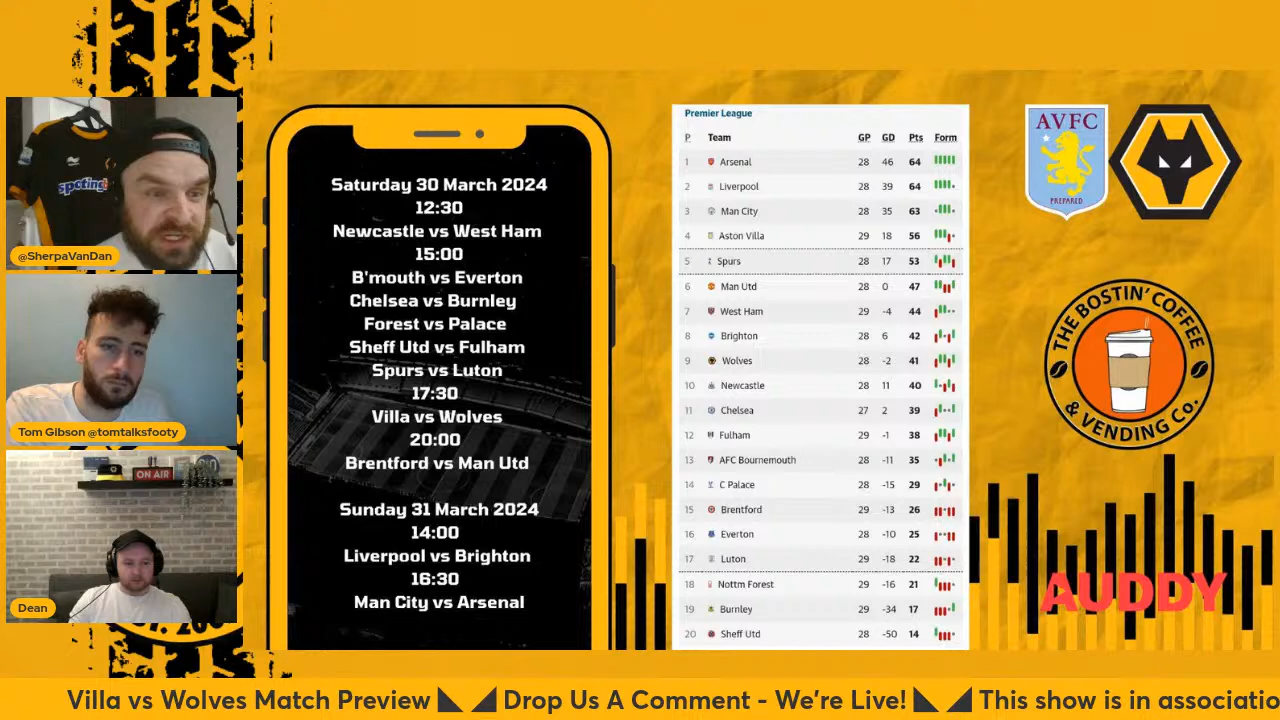 spoting
@SherpaVanDan
Tom Gibson @tomtalksfooty
ON AIR
Dean
Saturday 30 March 2024
12:30
Newcastle vs West Ham
15:00
B'mouth vs Everton
Chelsea vs Burnley
Forest vs Palace
Sheff Utd vs Fulham
Spurs vs Luton
17:30
Villa vs Wolves
20:00
Brentford vs Man Utd
Sunday 31 March 2024
14:00
Liverpool vs Brighton
16:30
Man City vs Arsenal
Premier League
P Team GP GD Pts Form
1 Arsenal 28 46 64
2 Liverpool 28 39 64
3 Man City 28 35 63
4 Aston Villa 29 18 56
5 Spurs 28 17 53
6 Man Utd 28 0 47
7 West Ham 29 -4 44
8 Brighton 28 6 42
9 Wolves 28 -2 41
10 Newcastle 28 11 40
11 Chelsea 27 2 39
12 Fulham 29 -1 38
13 AFC Bournemouth 28 -11 35
14 C Palace 28 -15 29
15 Brentford 29 -13 26
16 Everton 28 -10 25
17 Luton 29 -18 22
18 Nottm Forest 29 -16 21
19 Burnley 29 -34 17
20 Sheff Utd 28 -50 14
AVFC
PREPARED
THE BOSTIN' COFFEE
& VENDING Co.
AUDDY
Villa vs Wolves Match Preview
Drop Us A Comment - We're Live!
This show is in associatio